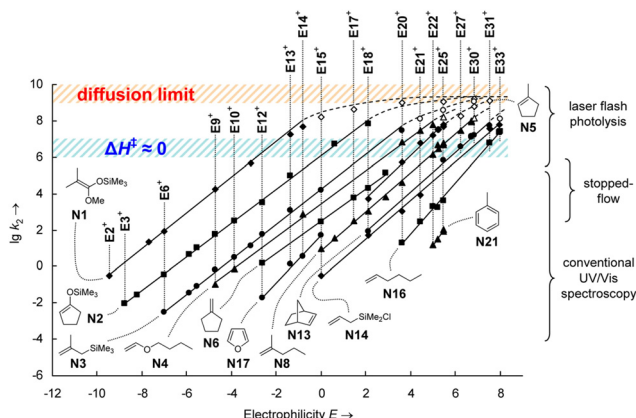 E2+
E3+
E6+
E9+
E10+
E12+
E13+
E14+
E15+
E17+
E18+
E20+
E21+
E22+
E25+
E27+
E30+
E31+
E33
diffusion limit
ΔH‡ ≈ 0
lg k2 →
10
8
6
4
2
0
-2
-4
-6
-12
-10
-8
-6
-4
-2
0
2
4
6
8
Electrophilicity E →
OSiMe3
OMe
N1
OSiMe3
N2
SiMe3
N3
O
N4
N6
O
N17
N8
N13
SiMe2Cl
N14
N16
N21
N5
laser flash
photolysis
stopped-
flow
conventional
UV/Vis
spectroscopy